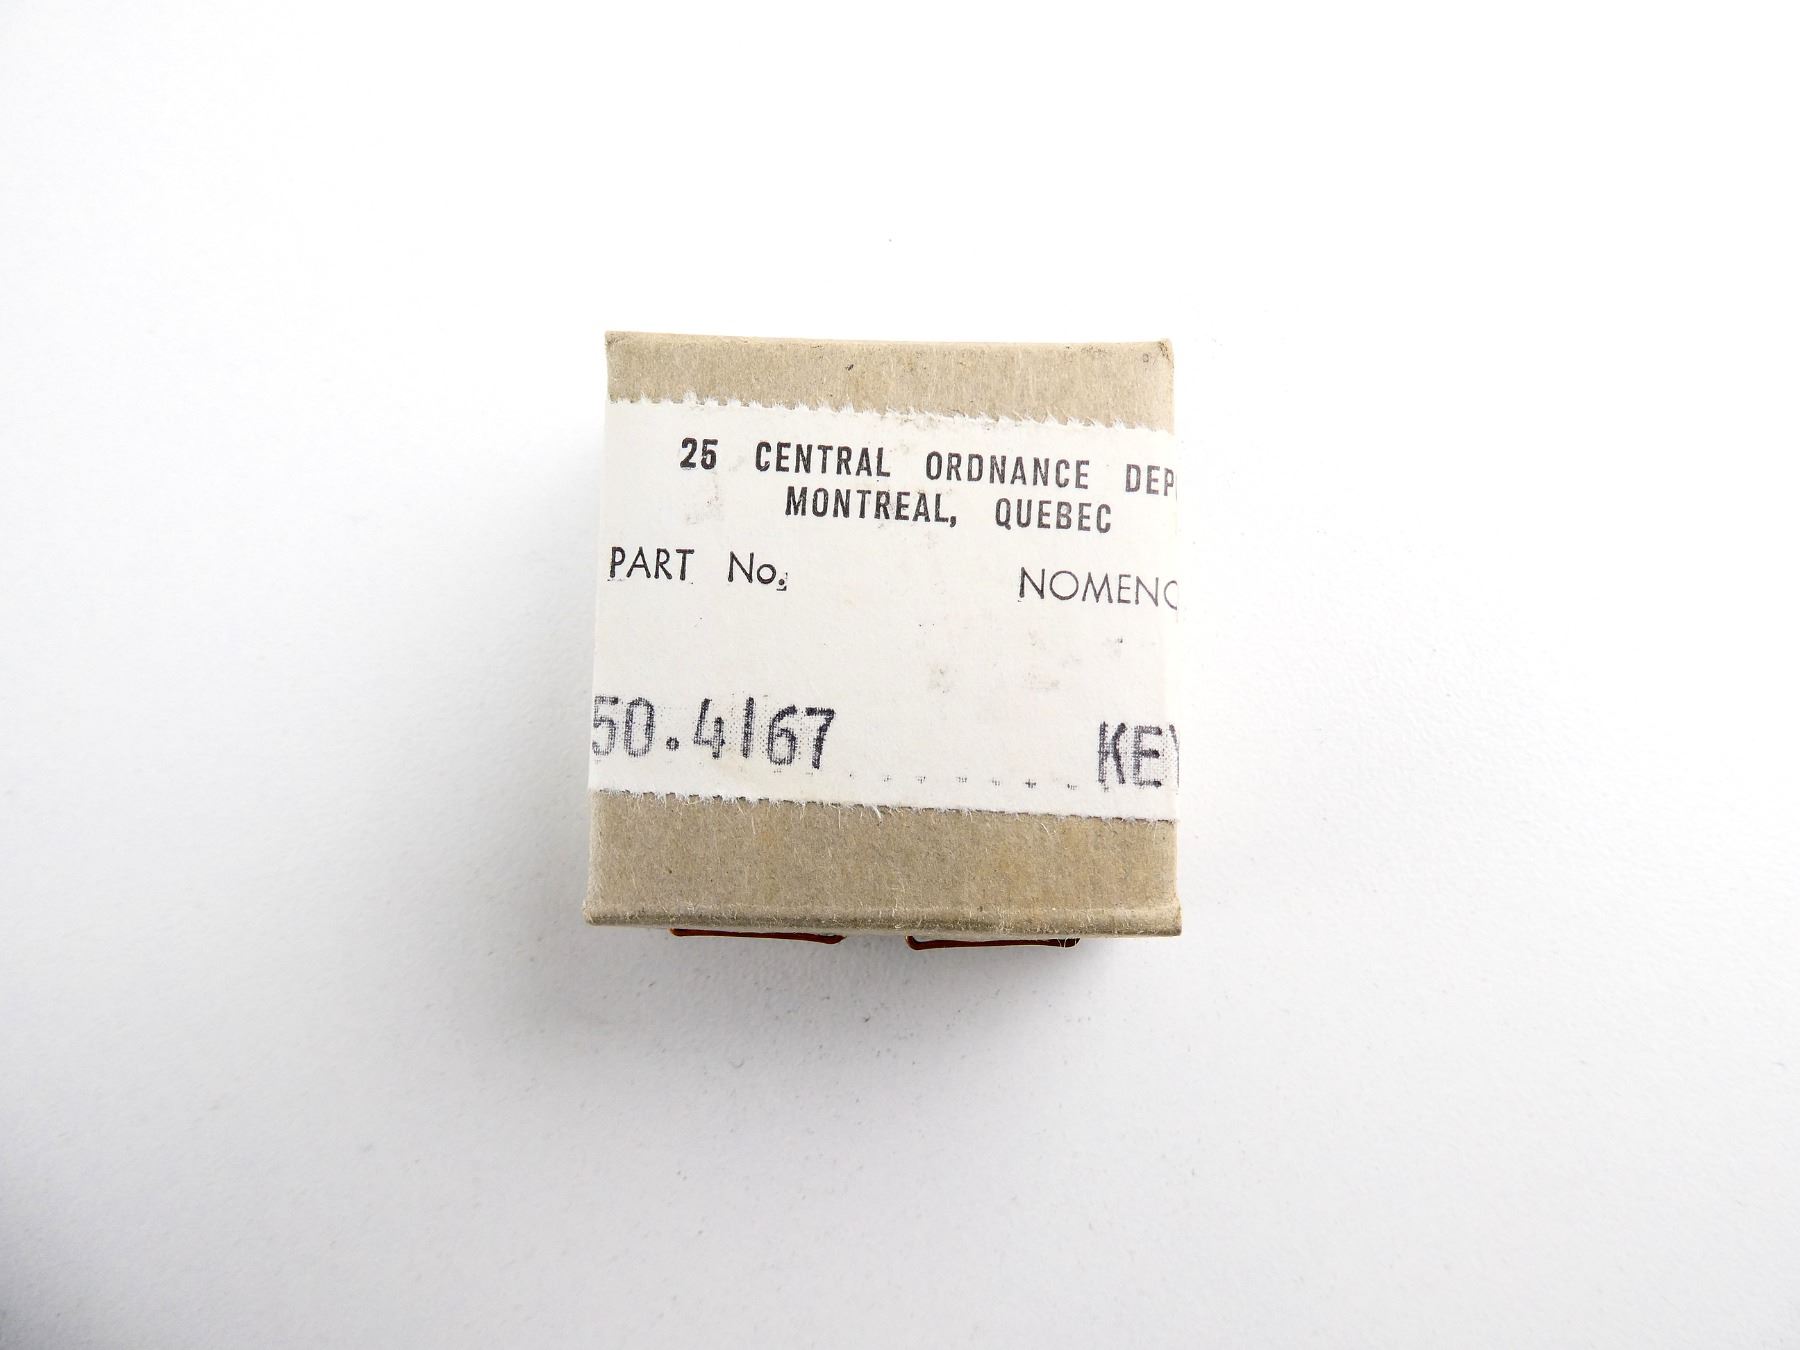 25 CENTRAL ORDNANCE DEP
MONTREAL, QUEBEC
PART No. NOMENC
50.4167 KEY